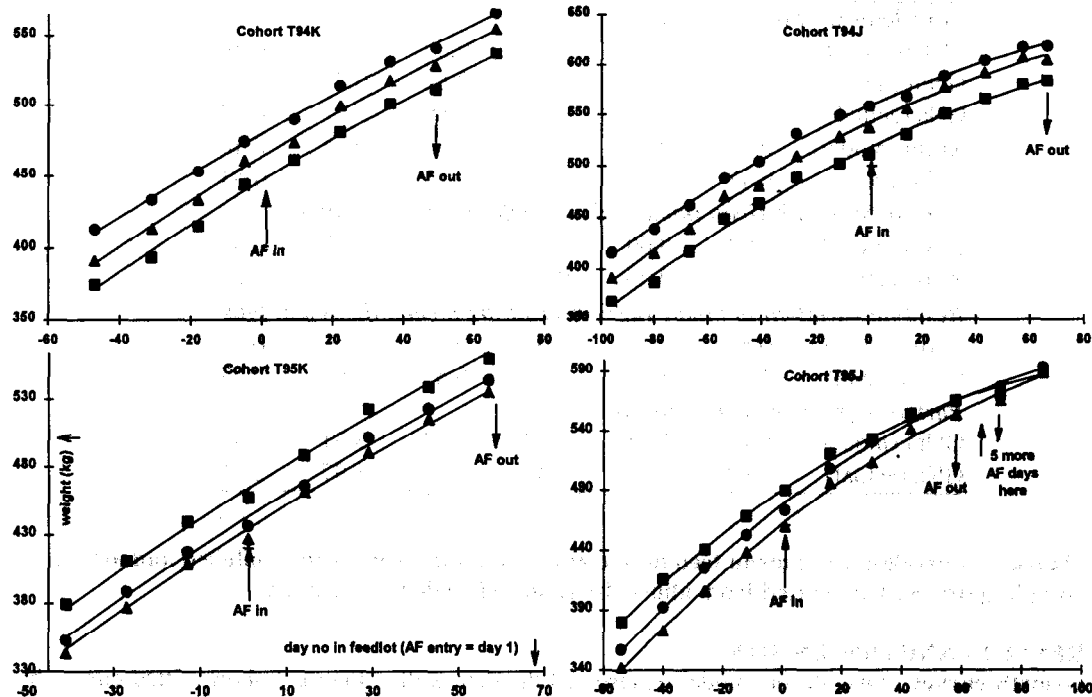 Cohort T94K
550
500
450
400
350
AF in
AF out
-60 -40 -20 0 20 40 60 80
Cohort T94J
650
600
550
500
450
400
AF in
AF out
-100 -80 -60 -40 -20 0 20 40 60 80
Cohort T95K
530
480
430
380
330
weight (kg)
AF in
AF out
day no in feedlot (AF entry = day 1)
-50 -30 -10 10 30 50 70
Cohort T95J
590
540
490
440
390
340
AF in
AF out
5 more
AF days
here
-40 -20 0 20 40 80 100